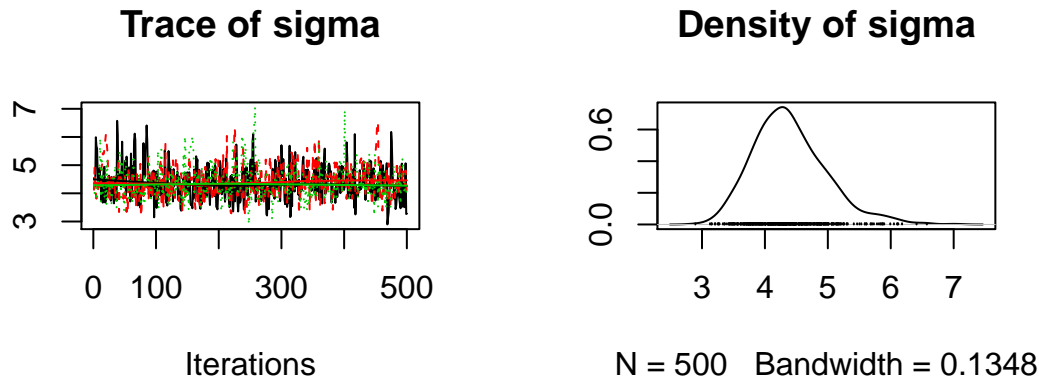 Trace of sigma
7
5
3
0 100 300 500
Iterations
Density of sigma
0.6
0.0
3 4 5 6 7
N = 500 Bandwidth = 0.1348